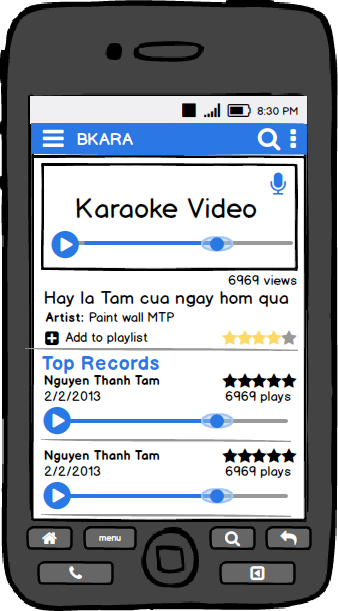 8:30 PM
BKARA
Karaoke Video
6969 views
Hay la Tam cua ngay hom qua
Artist: Paint wall MTP
Add to playlist
Top Records
Nguyen Thanh Tam
2/2/2013 6969 plays
Nguyen Thanh Tam
2/2/2013 6969 plays
menu